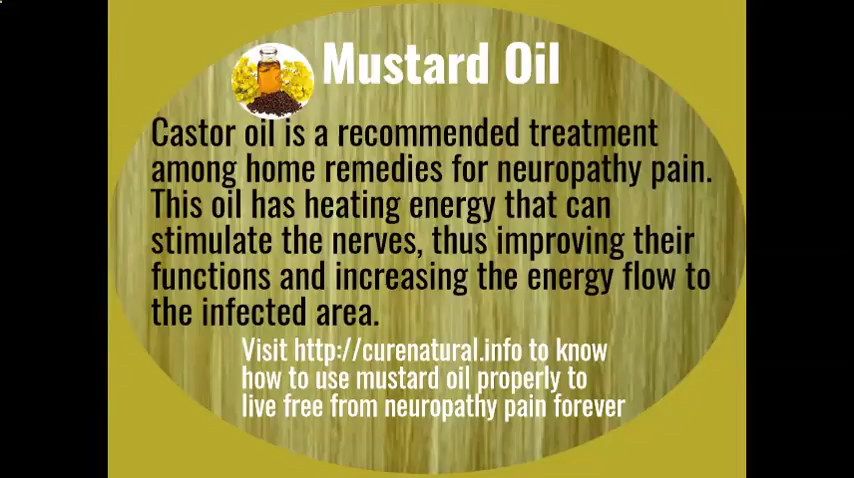 Mustard Oil
Castor oil is a recommended treatment
among home remedies for neuropathy pain.
This oil has heating energy that can
stimulate the nerves, thus improving their
functions and increasing the energy flow to
the infected area.
Visit http://curenatural.info to know
how to use mustard oil properly to
live free from neuropathy pain forever